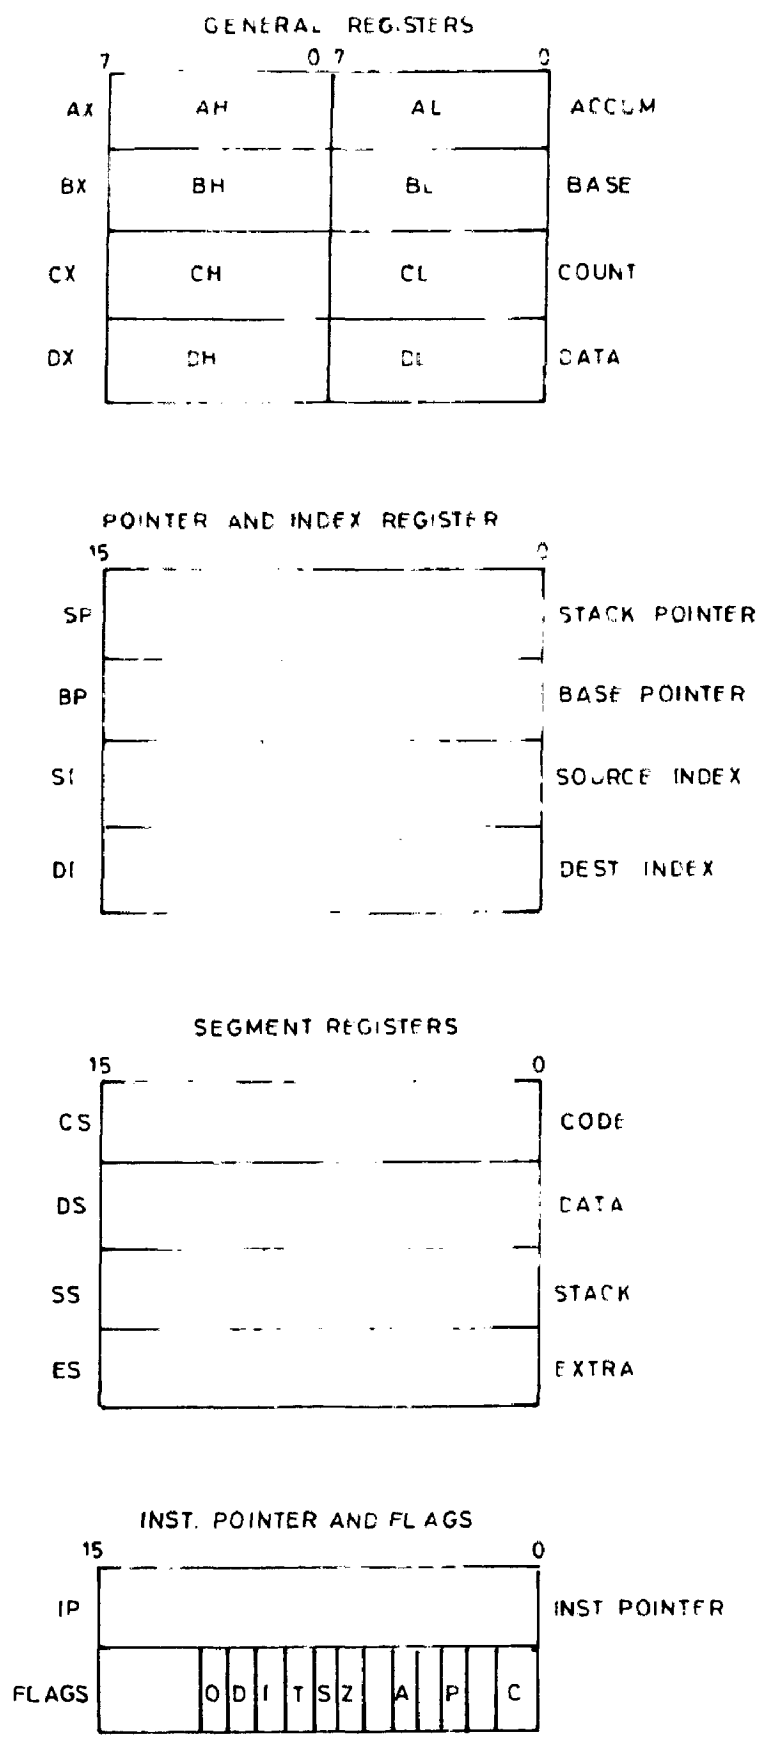 GENERAL REGISTERS
7 0 7 0
AX AH AL ACCUM
BX BH BL BASE
CX CH CL COUNT
DX DH DL DATA
POINTER AND INDEX REGISTER
15 0
SP STACK POINTER
BP BASE POINTER
SI SOURCE INDEX
DI DEST INDEX
SEGMENT REGISTERS
15 0
CS CODE
DS DATA
SS STACK
ES EXTRA
INST. POINTER AND FLAGS
15 0
IP INST POINTER
FLAGS O D I T S Z A P C